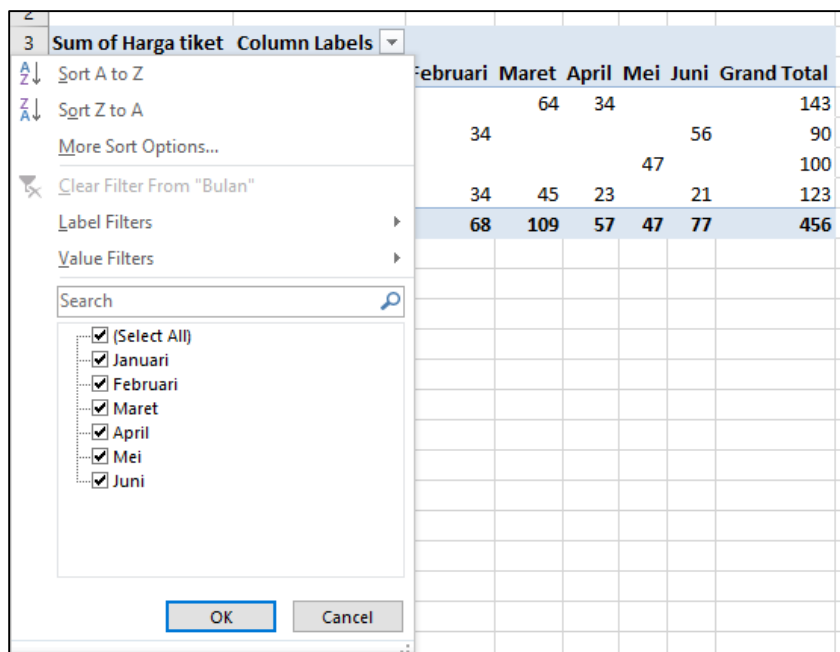 2
3 Sum of Harga tiket Column Labels
Sort A to Z
Sort Z to A
More Sort Options...
Clear Filter From "Bulan"
Label Filters
Value Filters
Search
(Select All)
Januari
Februari
Maret
April
Mei
Juni
OK Cancel
Februari Maret April Mei Juni Grand Total
64 34 143
34 56 90
47 100
34 45 23 21 123
68 109 57 47 77 456